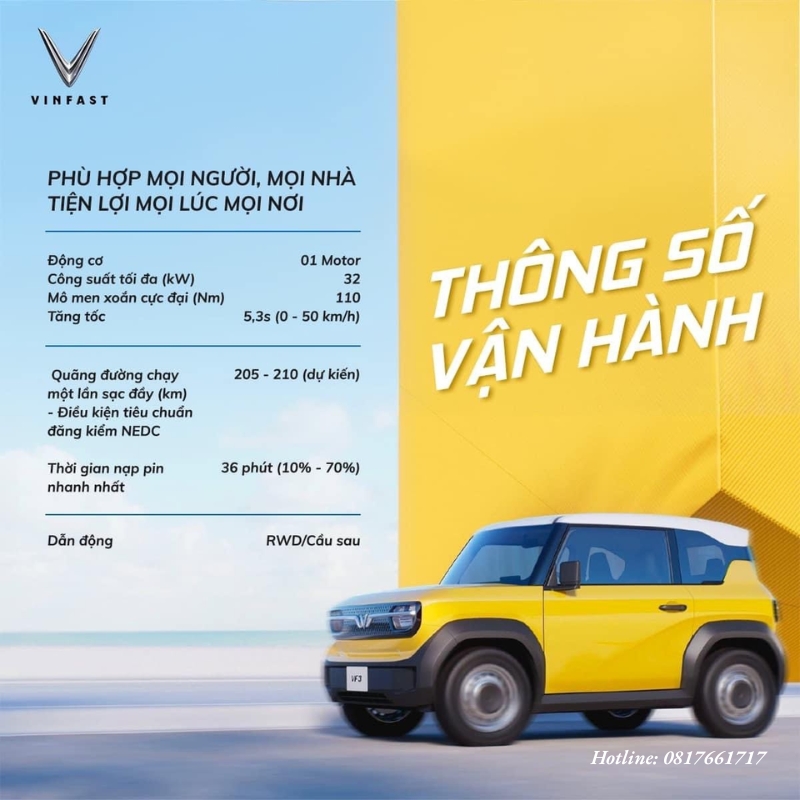 VINFAST
PHÙ HỢP MỌI NGƯỜI, MỌI NHÀ
TIỆN LỢI MỌI LÚC MỌI NƠI
Động cơ 01 Motor
Công suất tối đa (kW) 32
Mô men xoắn cực đại (Nm) 110
Tăng tốc 5,3s (0 - 50 km/h)
Quãng đường chạy 205 - 210 (dự kiến)
một lần sạc đầy (km)
- Điều kiện tiêu chuẩn
đăng kiểm NEDC
Thời gian nạp pin 36 phút (10% - 70%)
nhanh nhất
Dẫn động RWD/Cầu sau
THÔNG SỐ
VẬN HÀNH
VF3
Hotline: 0817661717